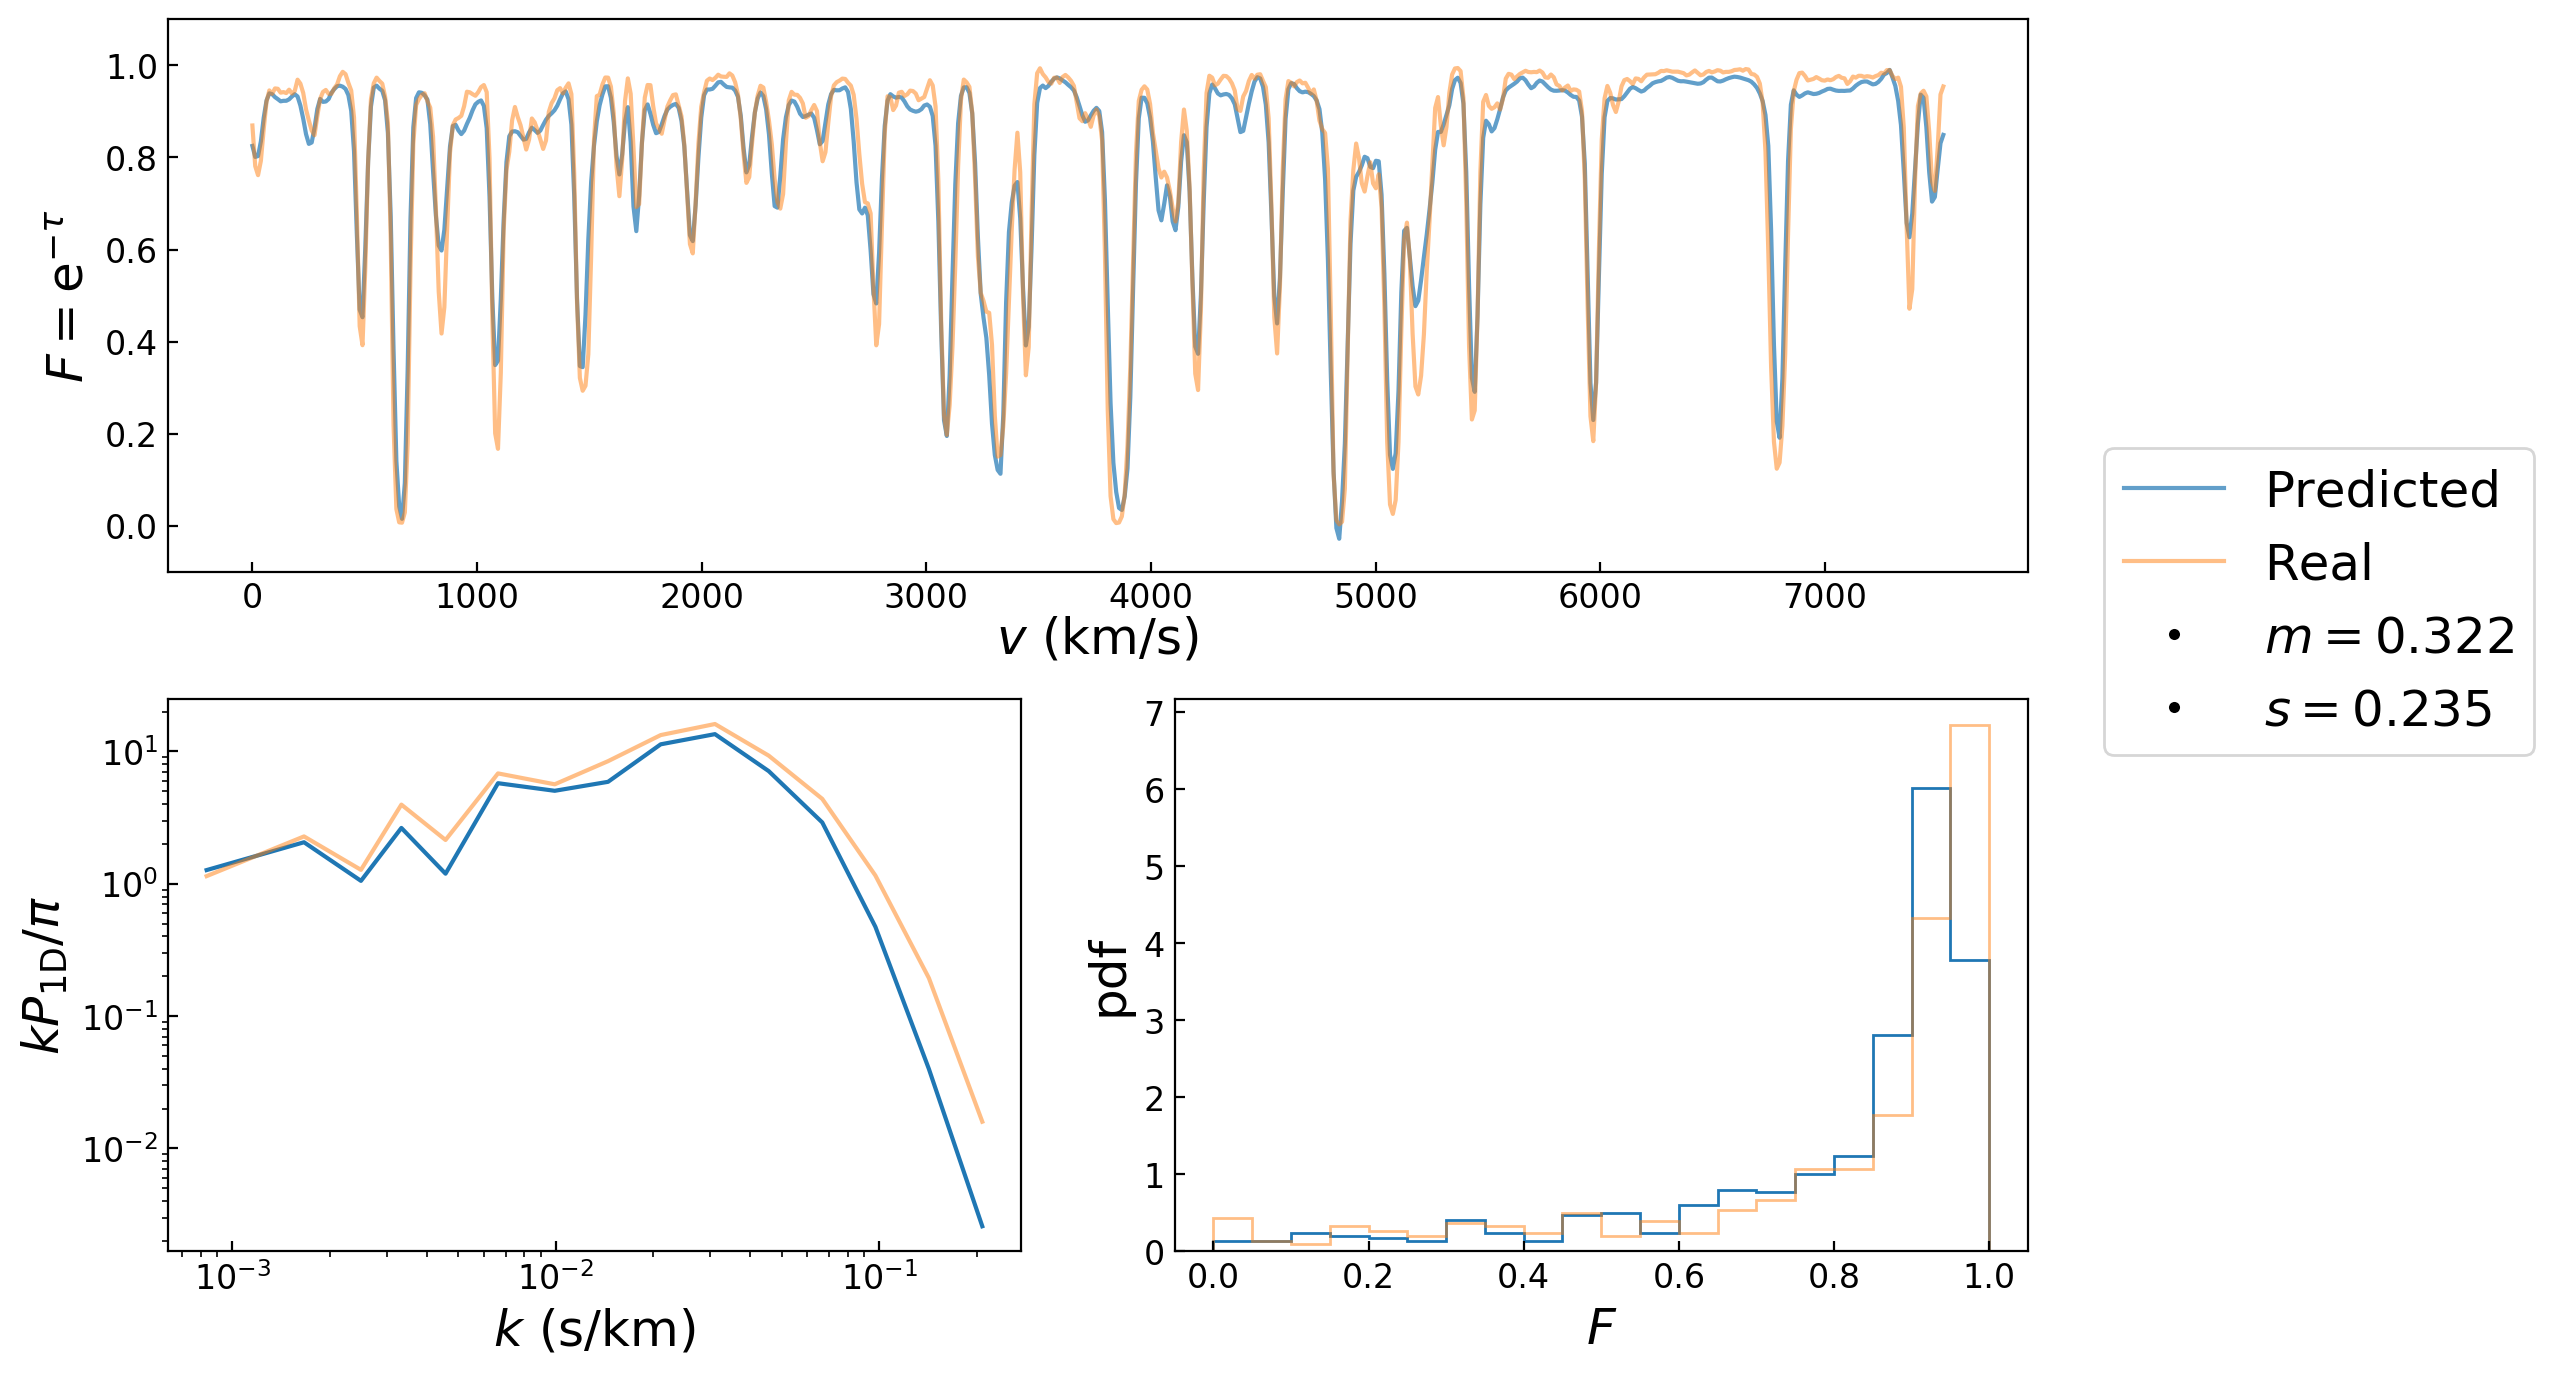 1.0
0.8
0.6
0.4
0.2
0.0
F = e^{−τ}
0 1000 2000 3000 4000 5000 6000 7000
v (km/s)
Predicted
Real
m = 0.322
s = 0.235
10^1
10^0
10^{−1}
10^{−2}
kP_{1D}/π
10^{−3} 10^{−2} 10^{−1}
k (s/km)
7
6
5
4
3
2
1
0
pdf
0.0 0.2 0.4 0.6 0.8 1.0
F